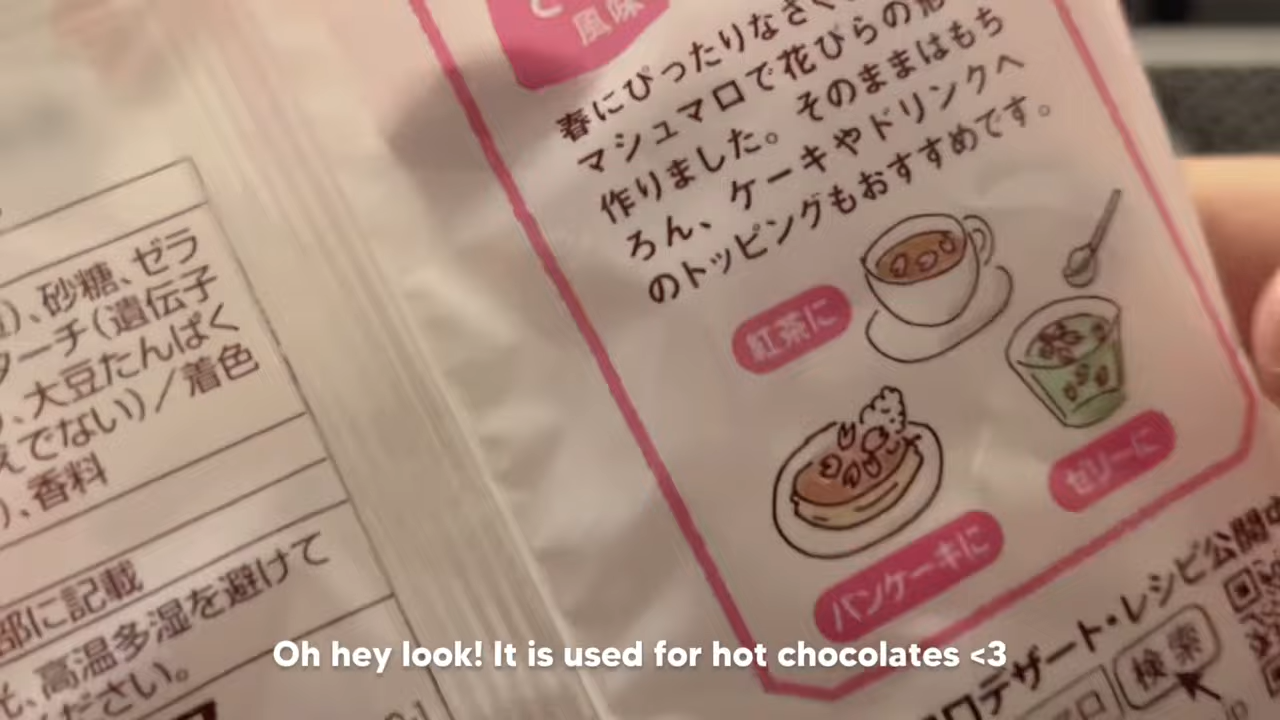 風味
春にぴったりなさく
マシュマロで花びらの形
作りました。そのままはもち
ろん、ケーキやドリンクへ
のトッピングもおすすめです。
紅茶に
ゼリーに
パンケーキに
、砂糖、ゼラ
ターチ(遺伝子
、大豆たんぱく
えでない)/着色
)、香料
部に記載
高温多湿を避けて
ださい。
デザート・レシピ公開中
検索
Oh hey look! It is used for hot chocolates <3